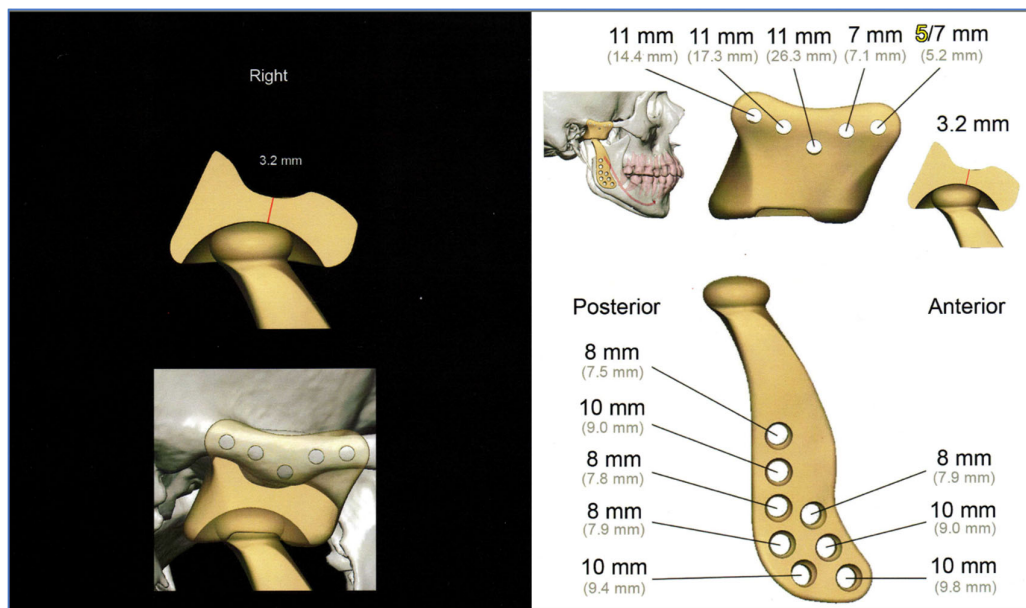 Right
3.2 mm
11 mm 11 mm 11 mm 7 mm 5/7 mm
(14.4 mm) (17.3 mm) (26.3 mm) (7.1 mm) (5.2 mm)
3.2 mm
Posterior
Anterior
8 mm
(7.5 mm)
10 mm
(9.0 mm)
8 mm
(7.8 mm)
8 mm
(7.9 mm)
10 mm
(9.4 mm)
8 mm
(7.9 mm)
10 mm
(9.0 mm)
10 mm
(9.8 mm)